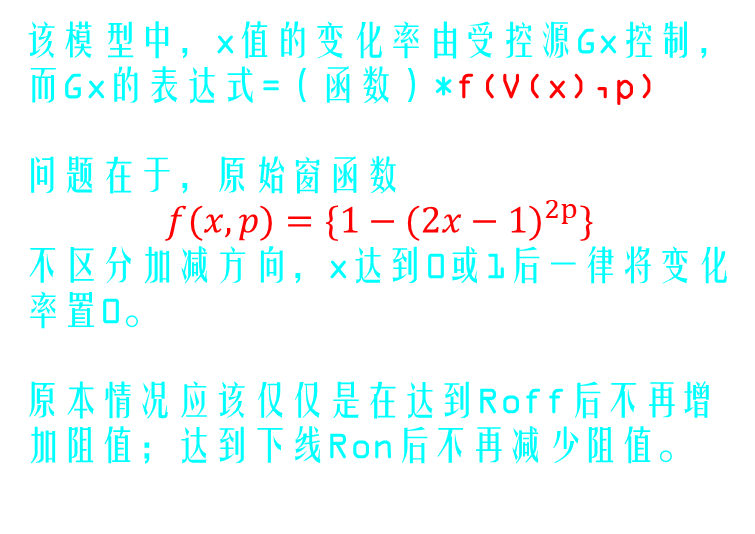 该模型中，x值的变化率由受控源Gx控制，
而Gx的表达式=(函数)*f(V(x),p)
问题在于，原始窗函数
f(x,p) = {1 − (2x − 1)^{2p}}
不区分加减方向，x达到0或1后一律将变化
率置0。
原本情况应该仅仅是在达到Roff后不再增
加阻值；达到下线Ron后不再减少阻值。